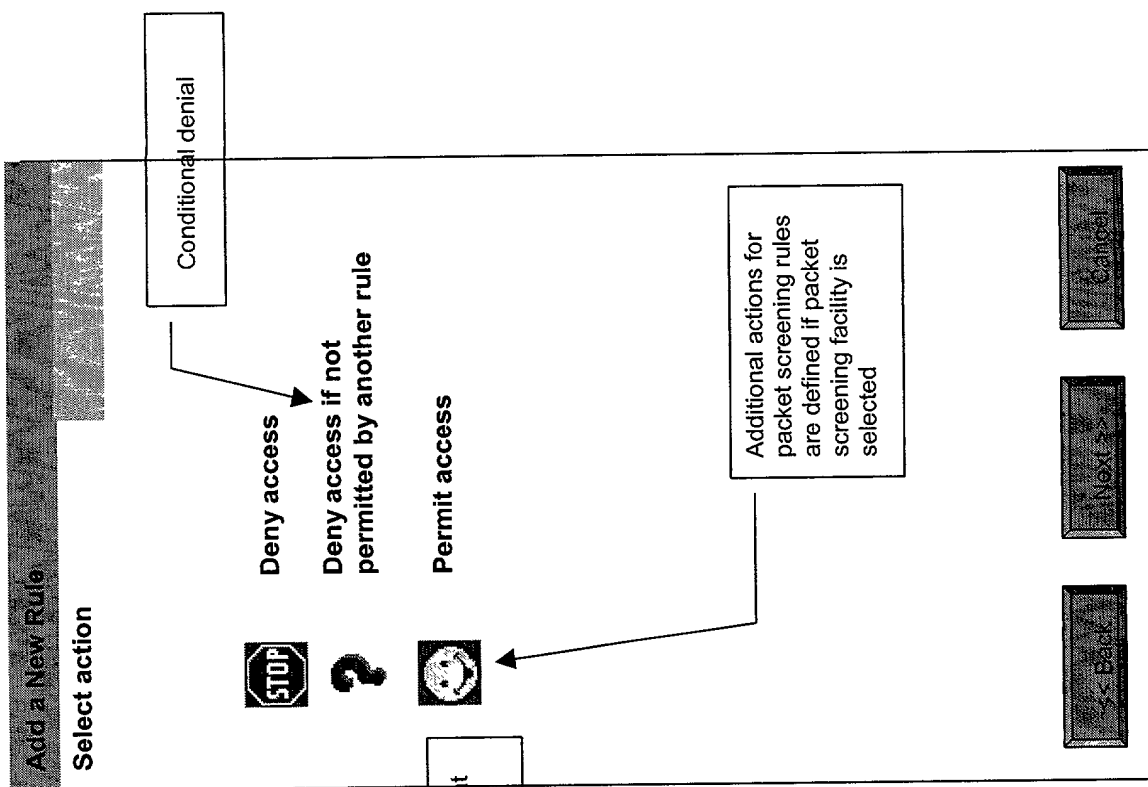 Add a New Rule
Select action
Conditional denial
STOP
Deny access
Deny access if not
permitted by another rule
Permit access
Additional actions for
packet screening rules
are defined if packet
screening facility is
selected
<< Back
Next >>
Cancel